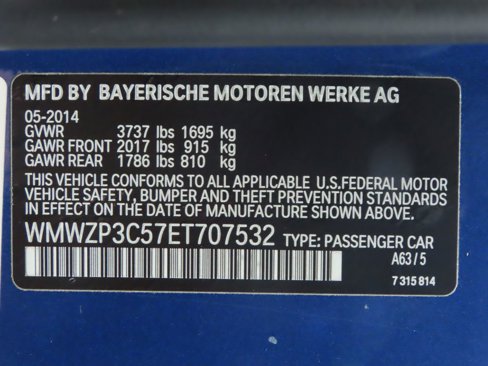 MFD BY BAYERISCHE MOTOREN WERKE AG
05-2014
GVWR 3737 lbs 1695 kg
GAWR FRONT 2017 lbs 915 kg
GAWR REAR 1786 lbs 810 kg
THIS VEHICLE CONFORMS TO ALL APPLICABLE U.S.FEDERAL MOTOR
VEHICLE SAFETY, BUMPER AND THEFT PREVENTION STANDARDS IN
EFFECT ON THE DATE OF MANUFACTURE SHOWN ABOVE.
WMWZP3C57ET707532 TYPE: PASSENGER CAR
A63/5
7 315 814